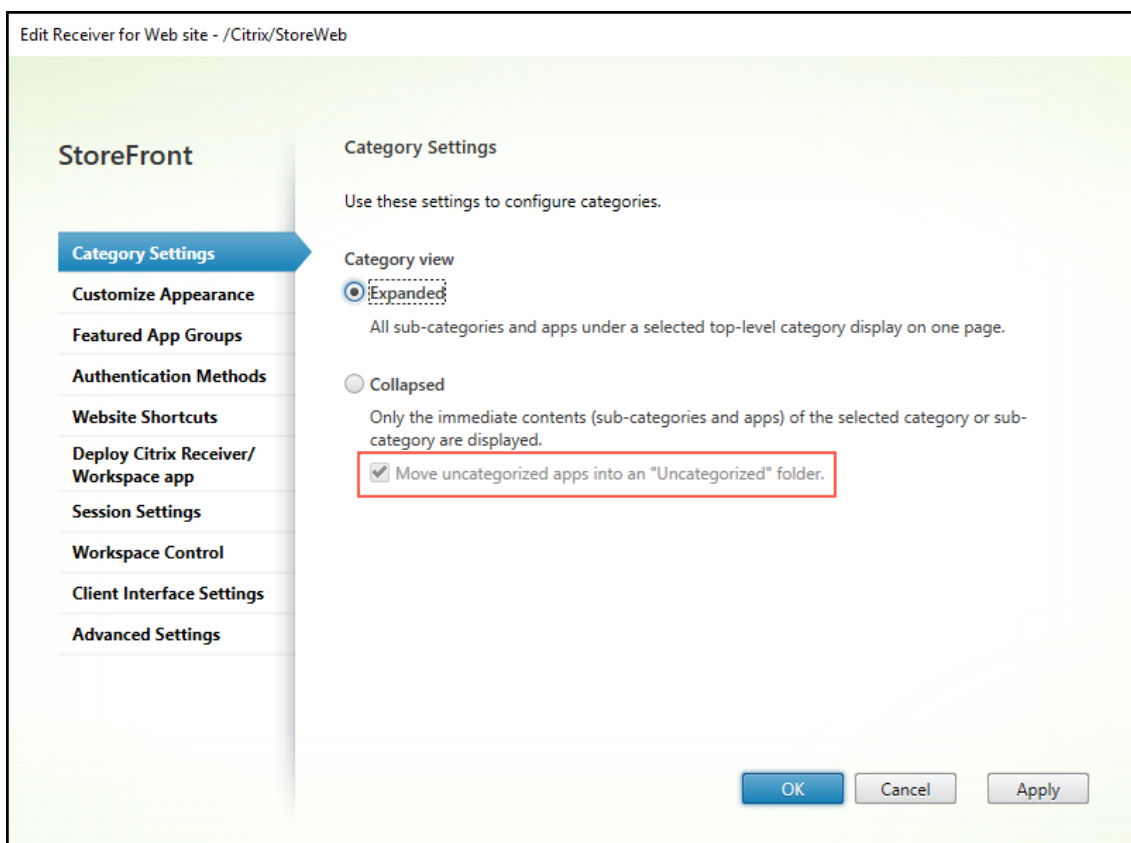 Edit Receiver for Web site - /Citrix/StoreWeb
StoreFront
Category Settings
Customize Appearance
Featured App Groups
Authentication Methods
Website Shortcuts
Deploy Citrix Receiver/
Workspace app
Session Settings
Workspace Control
Client Interface Settings
Advanced Settings
Category Settings
Use these settings to configure categories.
Category view
Expanded
All sub-categories and apps under a selected top-level category display on one page.
Collapsed
Only the immediate contents (sub-categories and apps) of the selected category or sub-
category are displayed.
Move uncategorized apps into an "Uncategorized" folder.
OK
Cancel
Apply